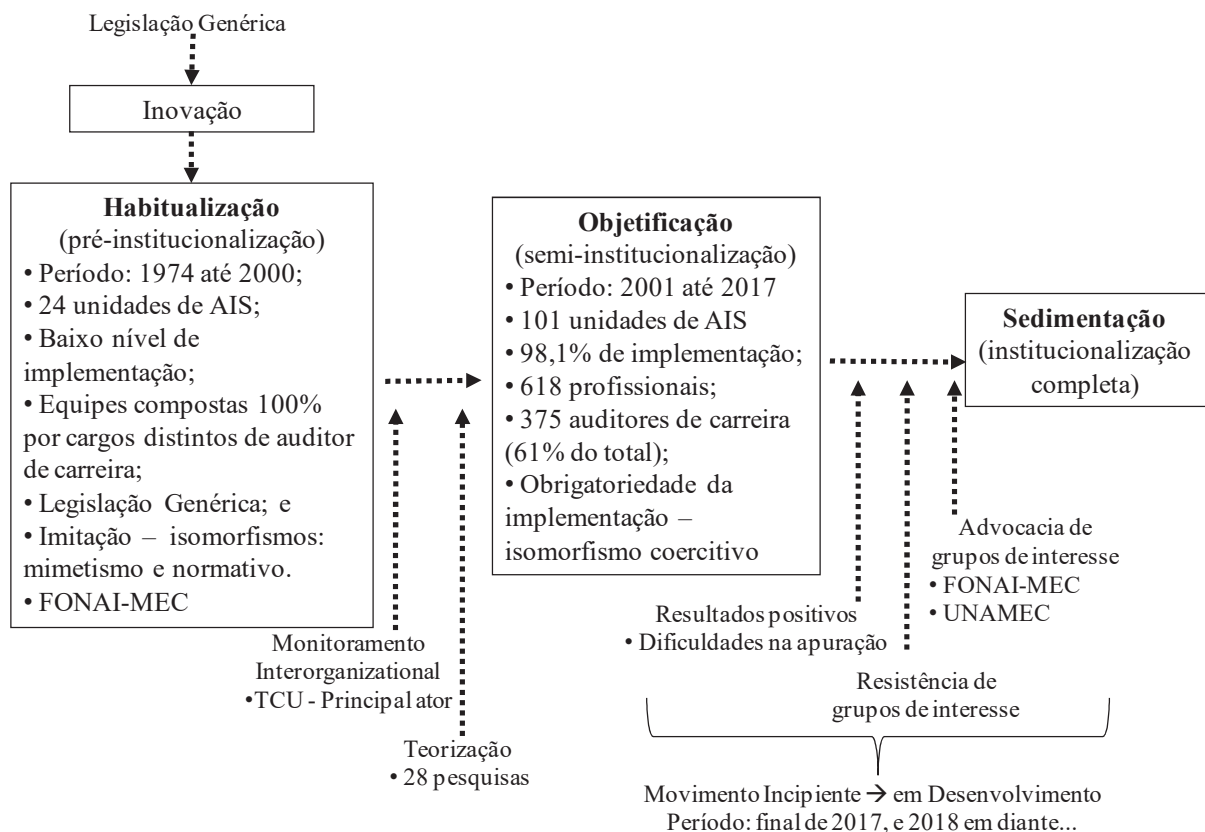 Legislação Genérica
Inovação
Habitualização
(pré-institucionalização)
• Período: 1974 até 2000;
• 24 unidades de AIS;
• Baixo nível de
implementação;
• Equipes compostas 100%
por cargos distintos de auditor
de carreira;
• Legislação Genérica; e
• Imitação – isomorfismos:
mimetismo e normativo.
• FONAI-MEC
Monitoramento
Interorganizational
•TCU - Principal ator
Teorização
• 28 pesquisas
Objetificação
(semi-institucionalização)
• Período: 2001 até 2017
• 101 unidades de AIS
• 98,1% de implementação;
• 618 profissionais;
• 375 auditores de carreira
(61% do total);
• Obrigatoriedade da
implementação –
isomorfismo coercitivo
Sedimentação
(institucionalização
completa)
Resultados positivos
• Dificuldades na apuração
Resistência de
grupos de interesse
Advocacia de
grupos de interesse
• FONAI-MEC
• UNAMEC
Movimento Incipiente → em Desenvolvimento
Período: final de 2017, e 2018 em diante...